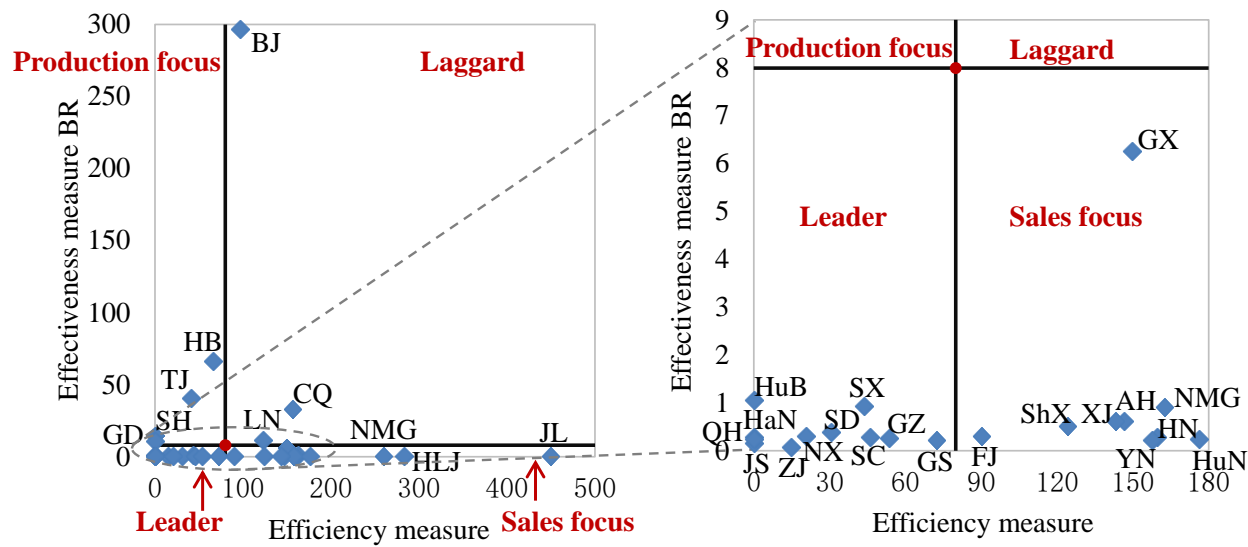 Effectiveness measure BR
300
250
200
150
100
50
0
0
100
200
300
400
500
Efficiency measure
Production focus
Laggard
Leader
Sales focus
BJ
HB
TJ
CQ
SH
LN
GD
NMG
JL
HLJ
Effectiveness measure BR
9
8
7
6
5
4
3
2
1
0
0
30
60
90
120
150
180
Efficiency measure
Production focus
Laggard
Leader
Sales focus
GX
HuB
SX
AH
NMG
HaN
SD
GZ
ShX
XJ
QH
HN
JS
ZJ
NX
SC
GS
FJ
YN
HuN